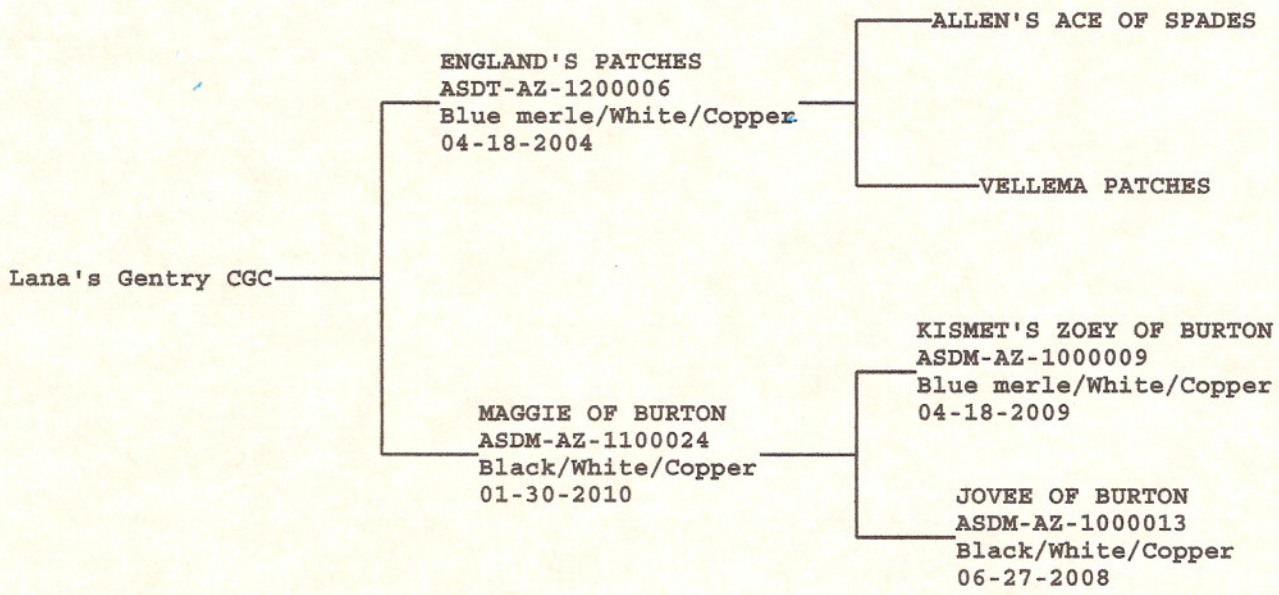 ALLEN'S ACE OF SPADES
ENGLAND'S PATCHES
ASDT-AZ-1200006
Blue merle/White/Copper
04-18-2004
VELLEMA PATCHES
Lana's Gentry CGC
KISMET'S ZOEY OF BURTON
ASDM-AZ-1000009
Blue merle/White/Copper
04-18-2009
MAGGIE OF BURTON
ASDM-AZ-1100024
Black/White/Copper
01-30-2010
JOVEE OF BURTON
ASDM-AZ-1000013
Black/White/Copper
06-27-2008